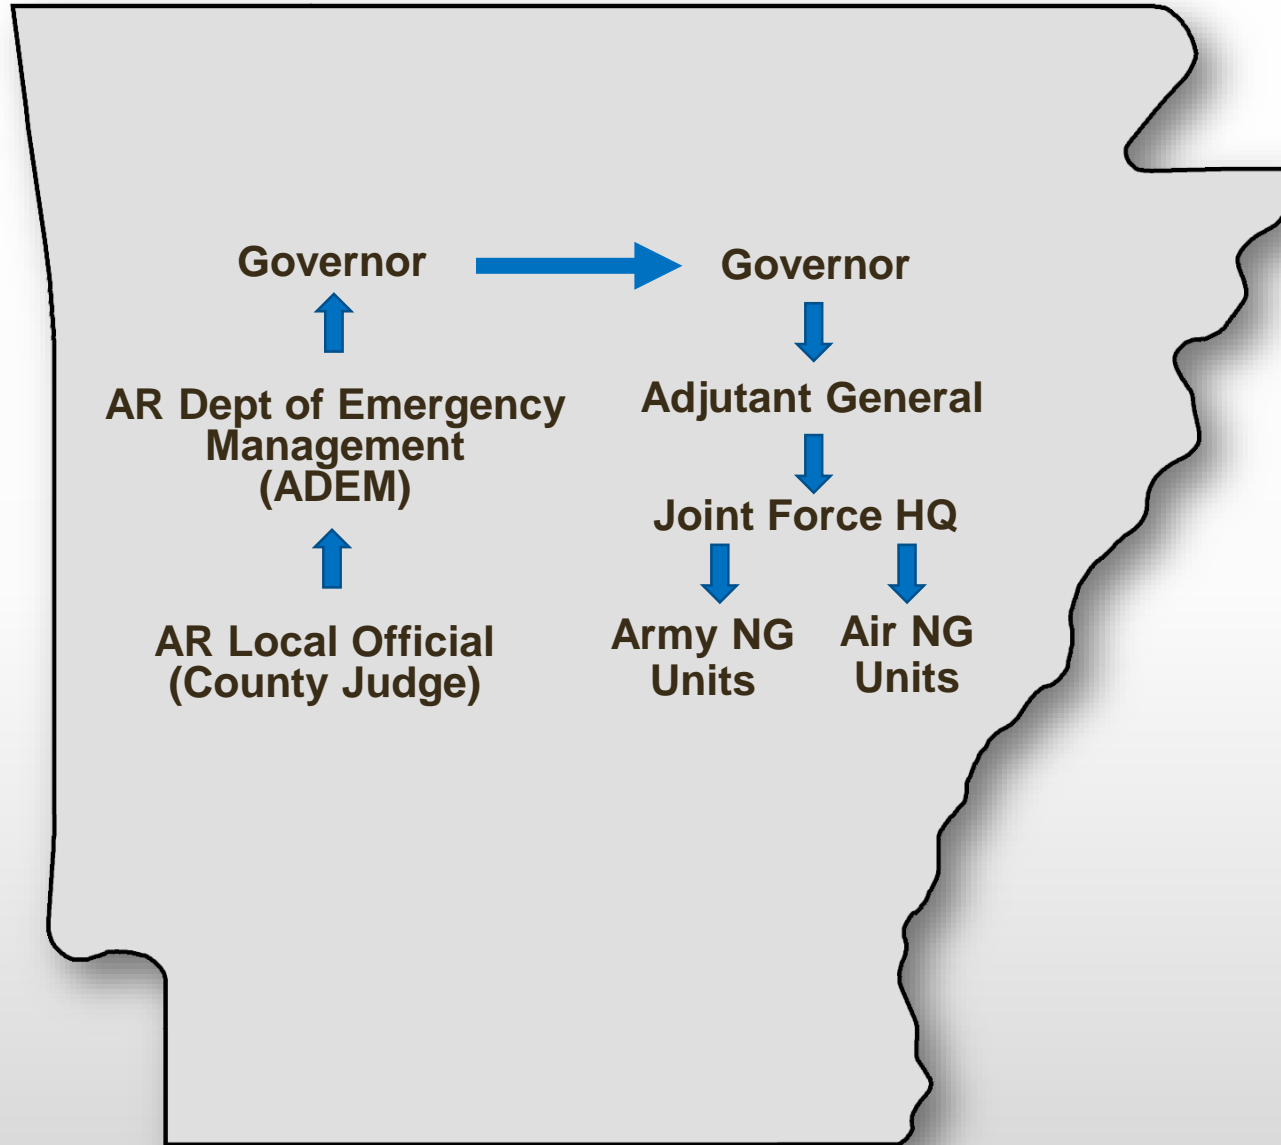 Governor
AR Dept of Emergency
Management
(ADEM)
AR Local Official
(County Judge)
Governor
Adjutant General
Joint Force HQ
Army NG
Units
Air NG
Units